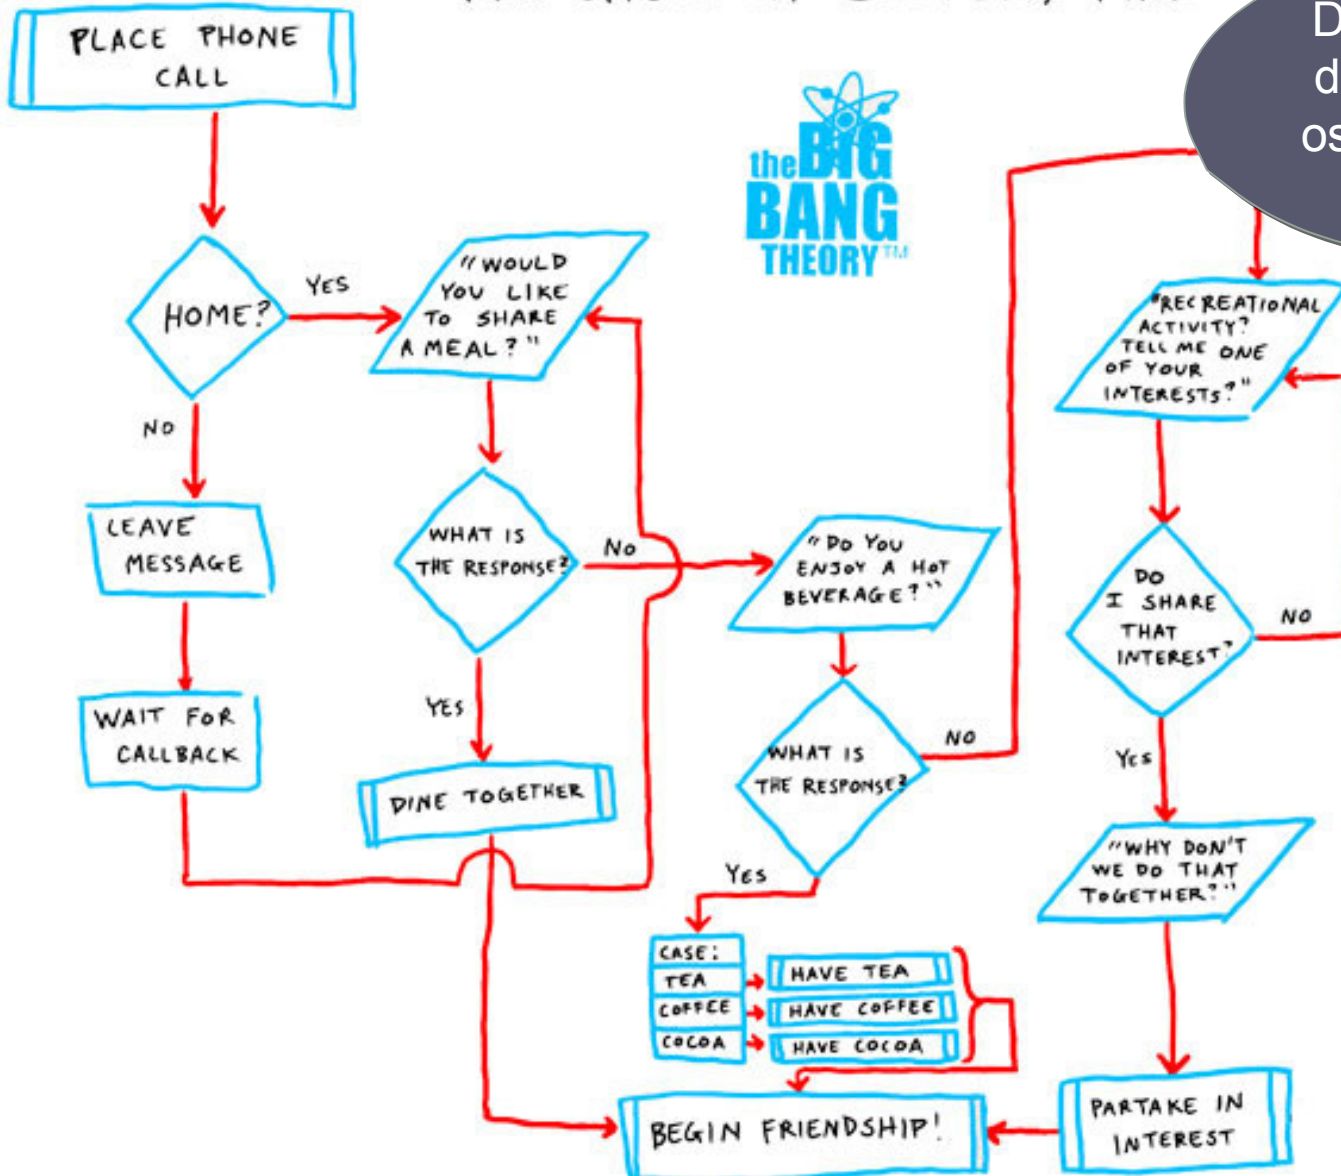 PLACE PHONE
CALL
the BIG
BANG
THEORY™
HOME?
YES
"WOULD
YOU LIKE
TO SHARE
A MEAL?"
"RECREATIONAL
ACTIVITY?
TELL ME ONE
OF YOUR
INTERESTS?"
NO
LEAVE
MESSAGE
WHAT IS
THE RESPONSE?
NO
"DO YOU
ENJOY A HOT
BEVERAGE?"
DO
I SHARE
THAT
INTEREST?
NO
WAIT FOR
CALLBACK
YES
DINE TOGETHER
WHAT IS
THE RESPONSE?
NO
YES
"WHY DON'T
WE DO THAT
TOGETHER?"
YES
CASE:
TEA
HAVE TEA
COFFEE
HAVE COFFEE
COCOA
HAVE COCOA
BEGIN FRIENDSHIP!
PARTAKE IN
INTEREST